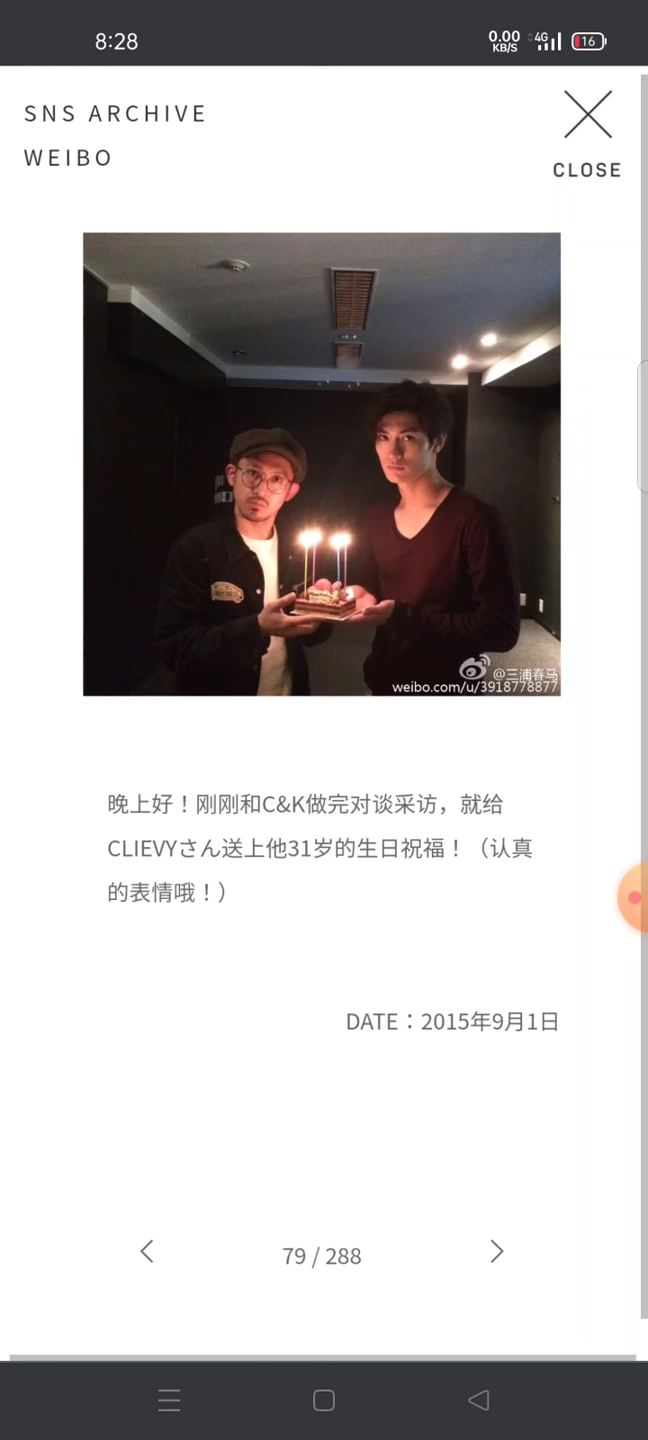 8:28
0.00
KB/S
4G
16
SNS ARCHIVE
WEIBO
CLOSE
@三浦春马
weibo.com/u/3918778877
晚上好！刚刚和C&K做完对谈采访，就给
CLIEVYさん送上他31岁的生日祝福！（认真
的表情哦！）
DATE：2015年9月1日
79 / 288